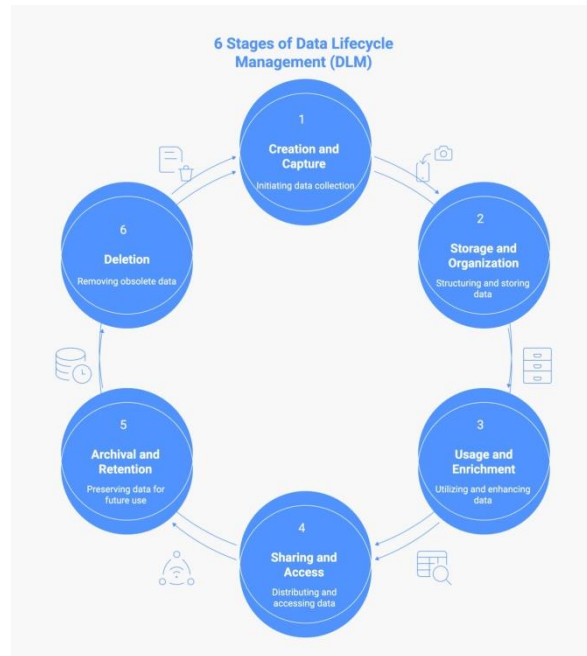 6 Stages of Data Lifecycle
Management (DLM)
1
Creation and
Capture
Initiating data collection
2
Storage and
Organization
Structuring and storing
data
3
Usage and
Enrichment
Utilizing and enhancing
data
4
Sharing and
Access
Distributing and
accessing data
5
Archival and
Retention
Preserving data for
future use
6
Deletion
Removing obsolete data